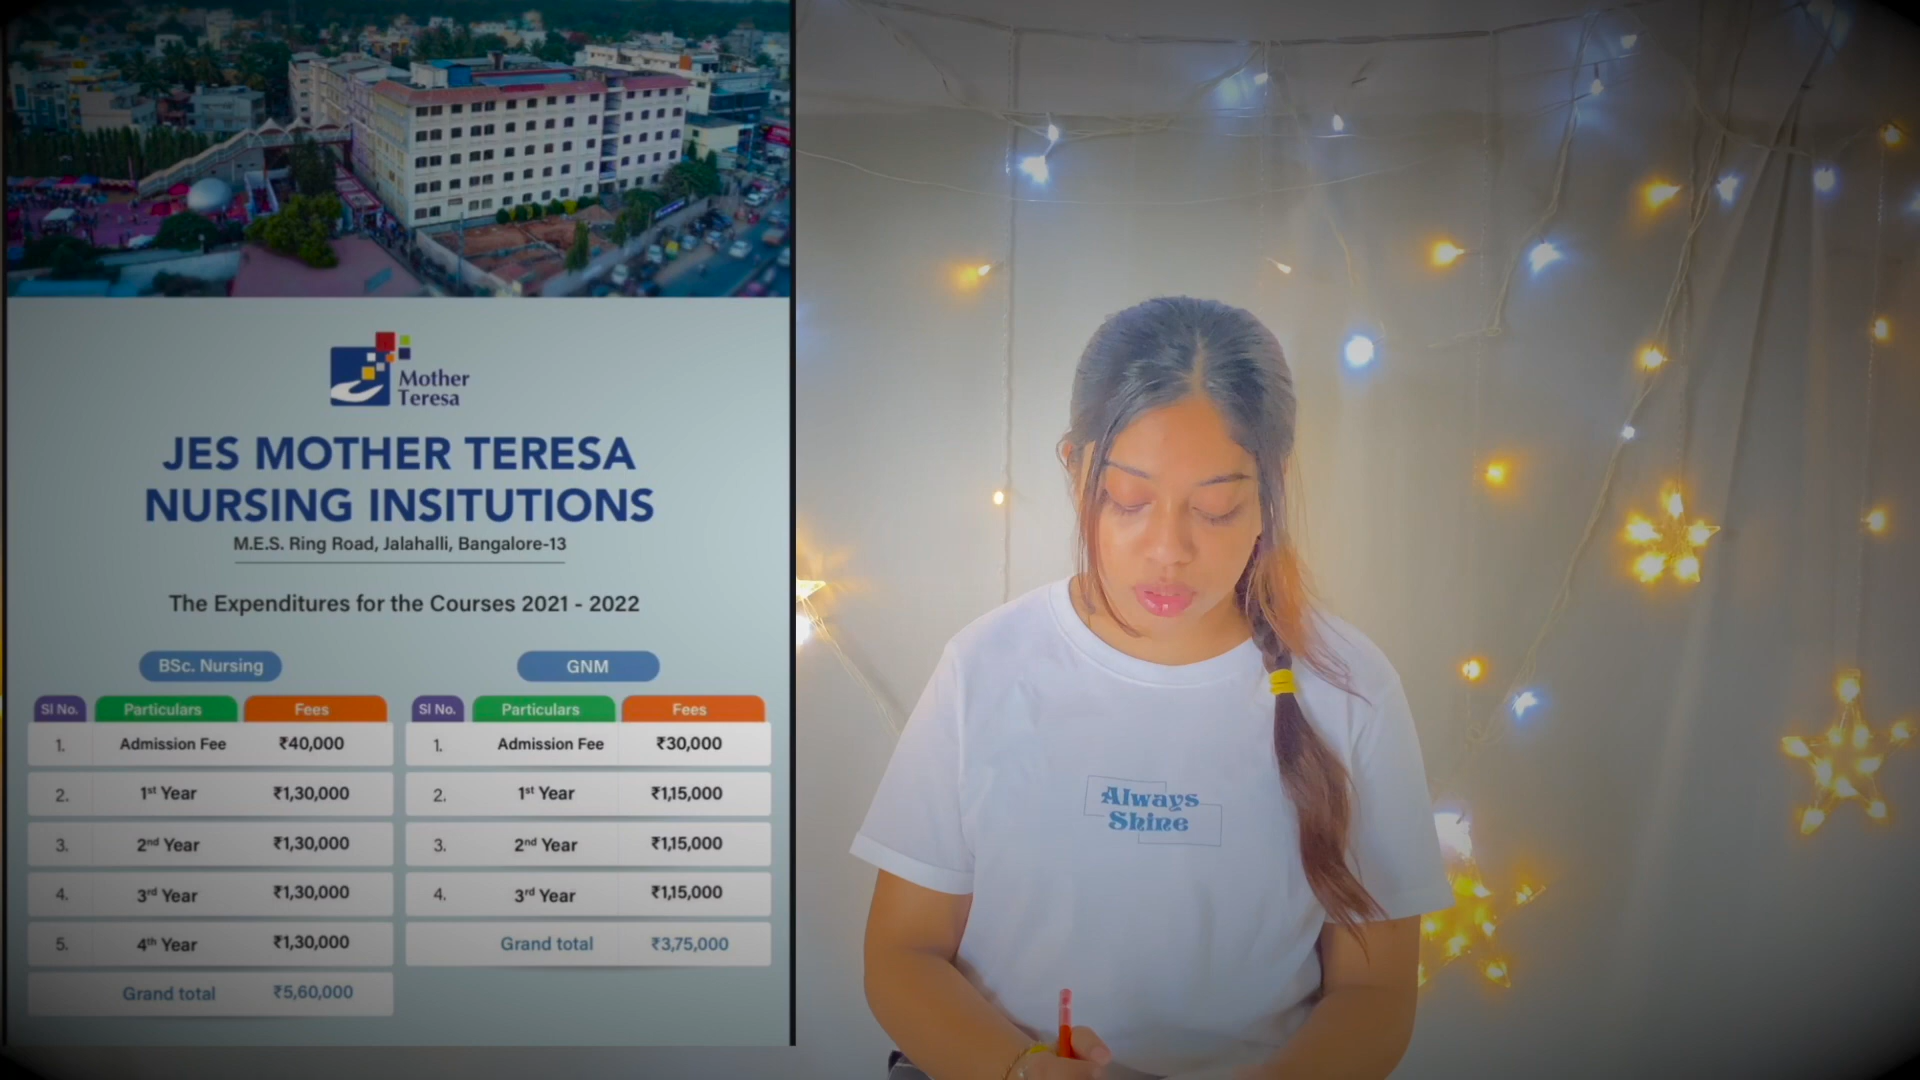 Mother
Teresa
JES MOTHER TERESA
NURSING INSITUTIONS
M.E.S. Ring Road, Jalahalli, Bangalore-13
The Expenditures for the Courses 2021 - 2022
BSc. Nursing
Sl No. Particulars Fees
1. Admission Fee ₹40,000
2. 1st Year ₹1,30,000
3. 2nd Year ₹1,30,000
4. 3rd Year ₹1,30,000
5. 4th Year ₹1,30,000
Grand total ₹5,60,000
GNM
Sl No. Particulars Fees
1. Admission Fee ₹30,000
2. 1st Year ₹1,15,000
3. 2nd Year ₹1,15,000
4. 3rd Year ₹1,15,000
Grand total ₹3,75,000
Always
Shine